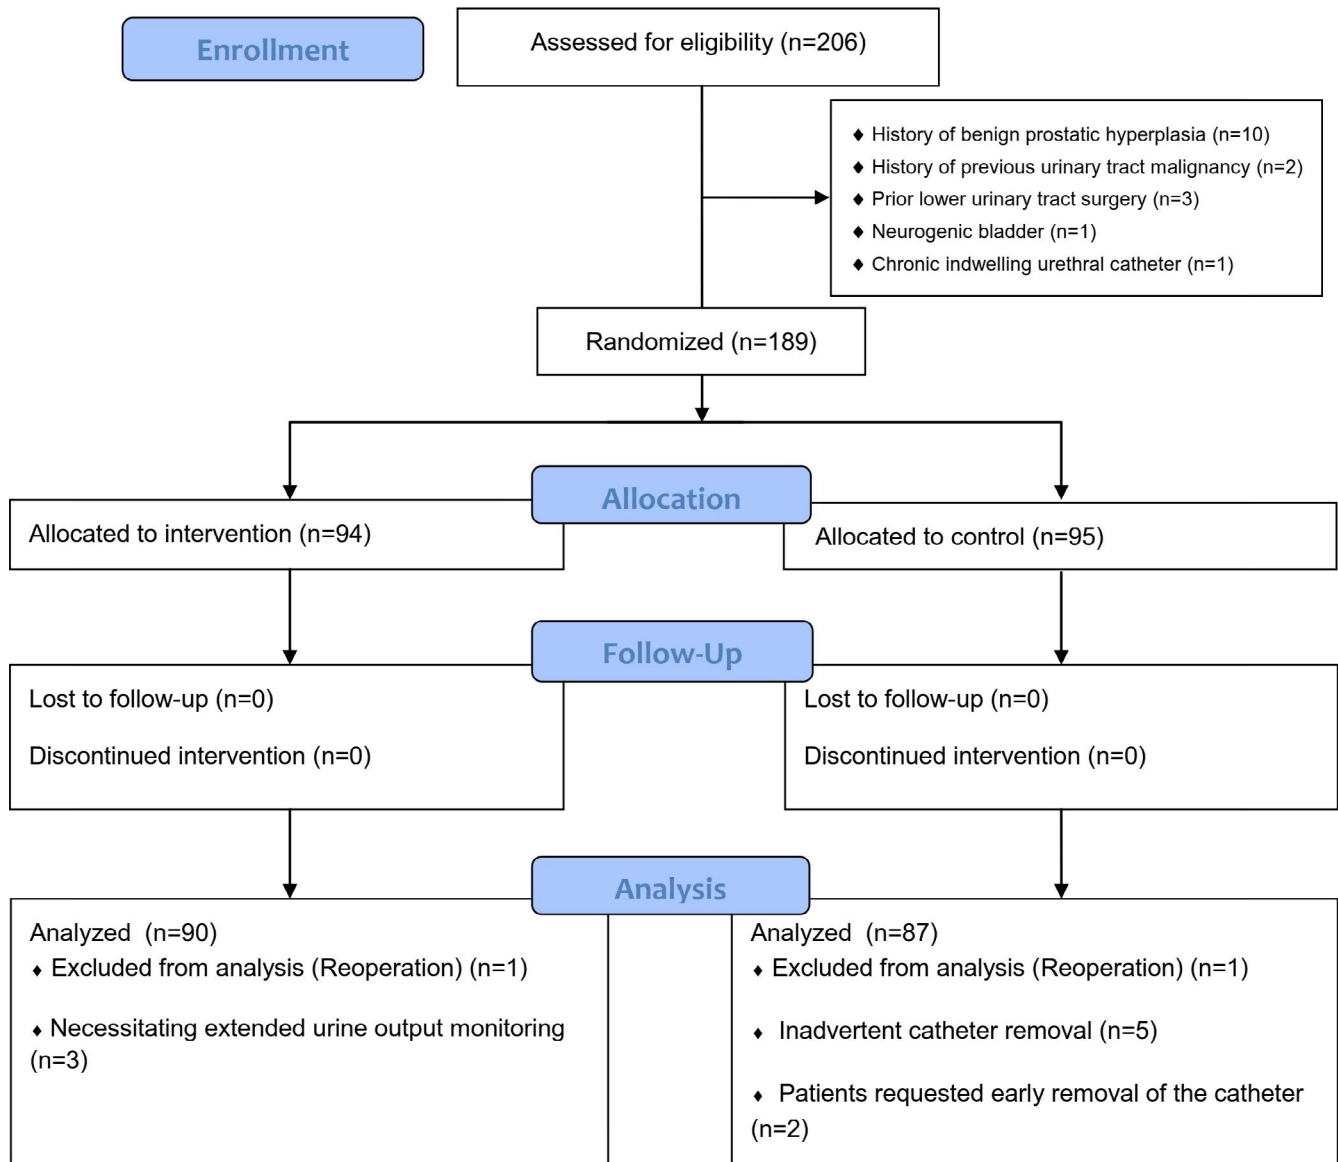 Enrollment
Assessed for eligibility (n=206)
♦ History of benign prostatic hyperplasia (n=10)
♦ History of previous urinary tract malignancy (n=2)
♦ Prior lower urinary tract surgery (n=3)
♦ Neurogenic bladder (n=1)
♦ Chronic indwelling urethral catheter (n=1)
Randomized (n=189)
Allocation
Allocated to intervention (n=94)
Allocated to control (n=95)
Follow-Up
Lost to follow-up (n=0)
Discontinued intervention (n=0)
Lost to follow-up (n=0)
Discontinued intervention (n=0)
Analysis
Analyzed (n=90)
♦ Excluded from analysis (Reoperation) (n=1)
♦ Necessitating extended urine output monitoring
(n=3)
Analyzed (n=87)
♦ Excluded from analysis (Reoperation) (n=1)
♦ Inadvertent catheter removal (n=5)
♦ Patients requested early removal of the catheter
(n=2)